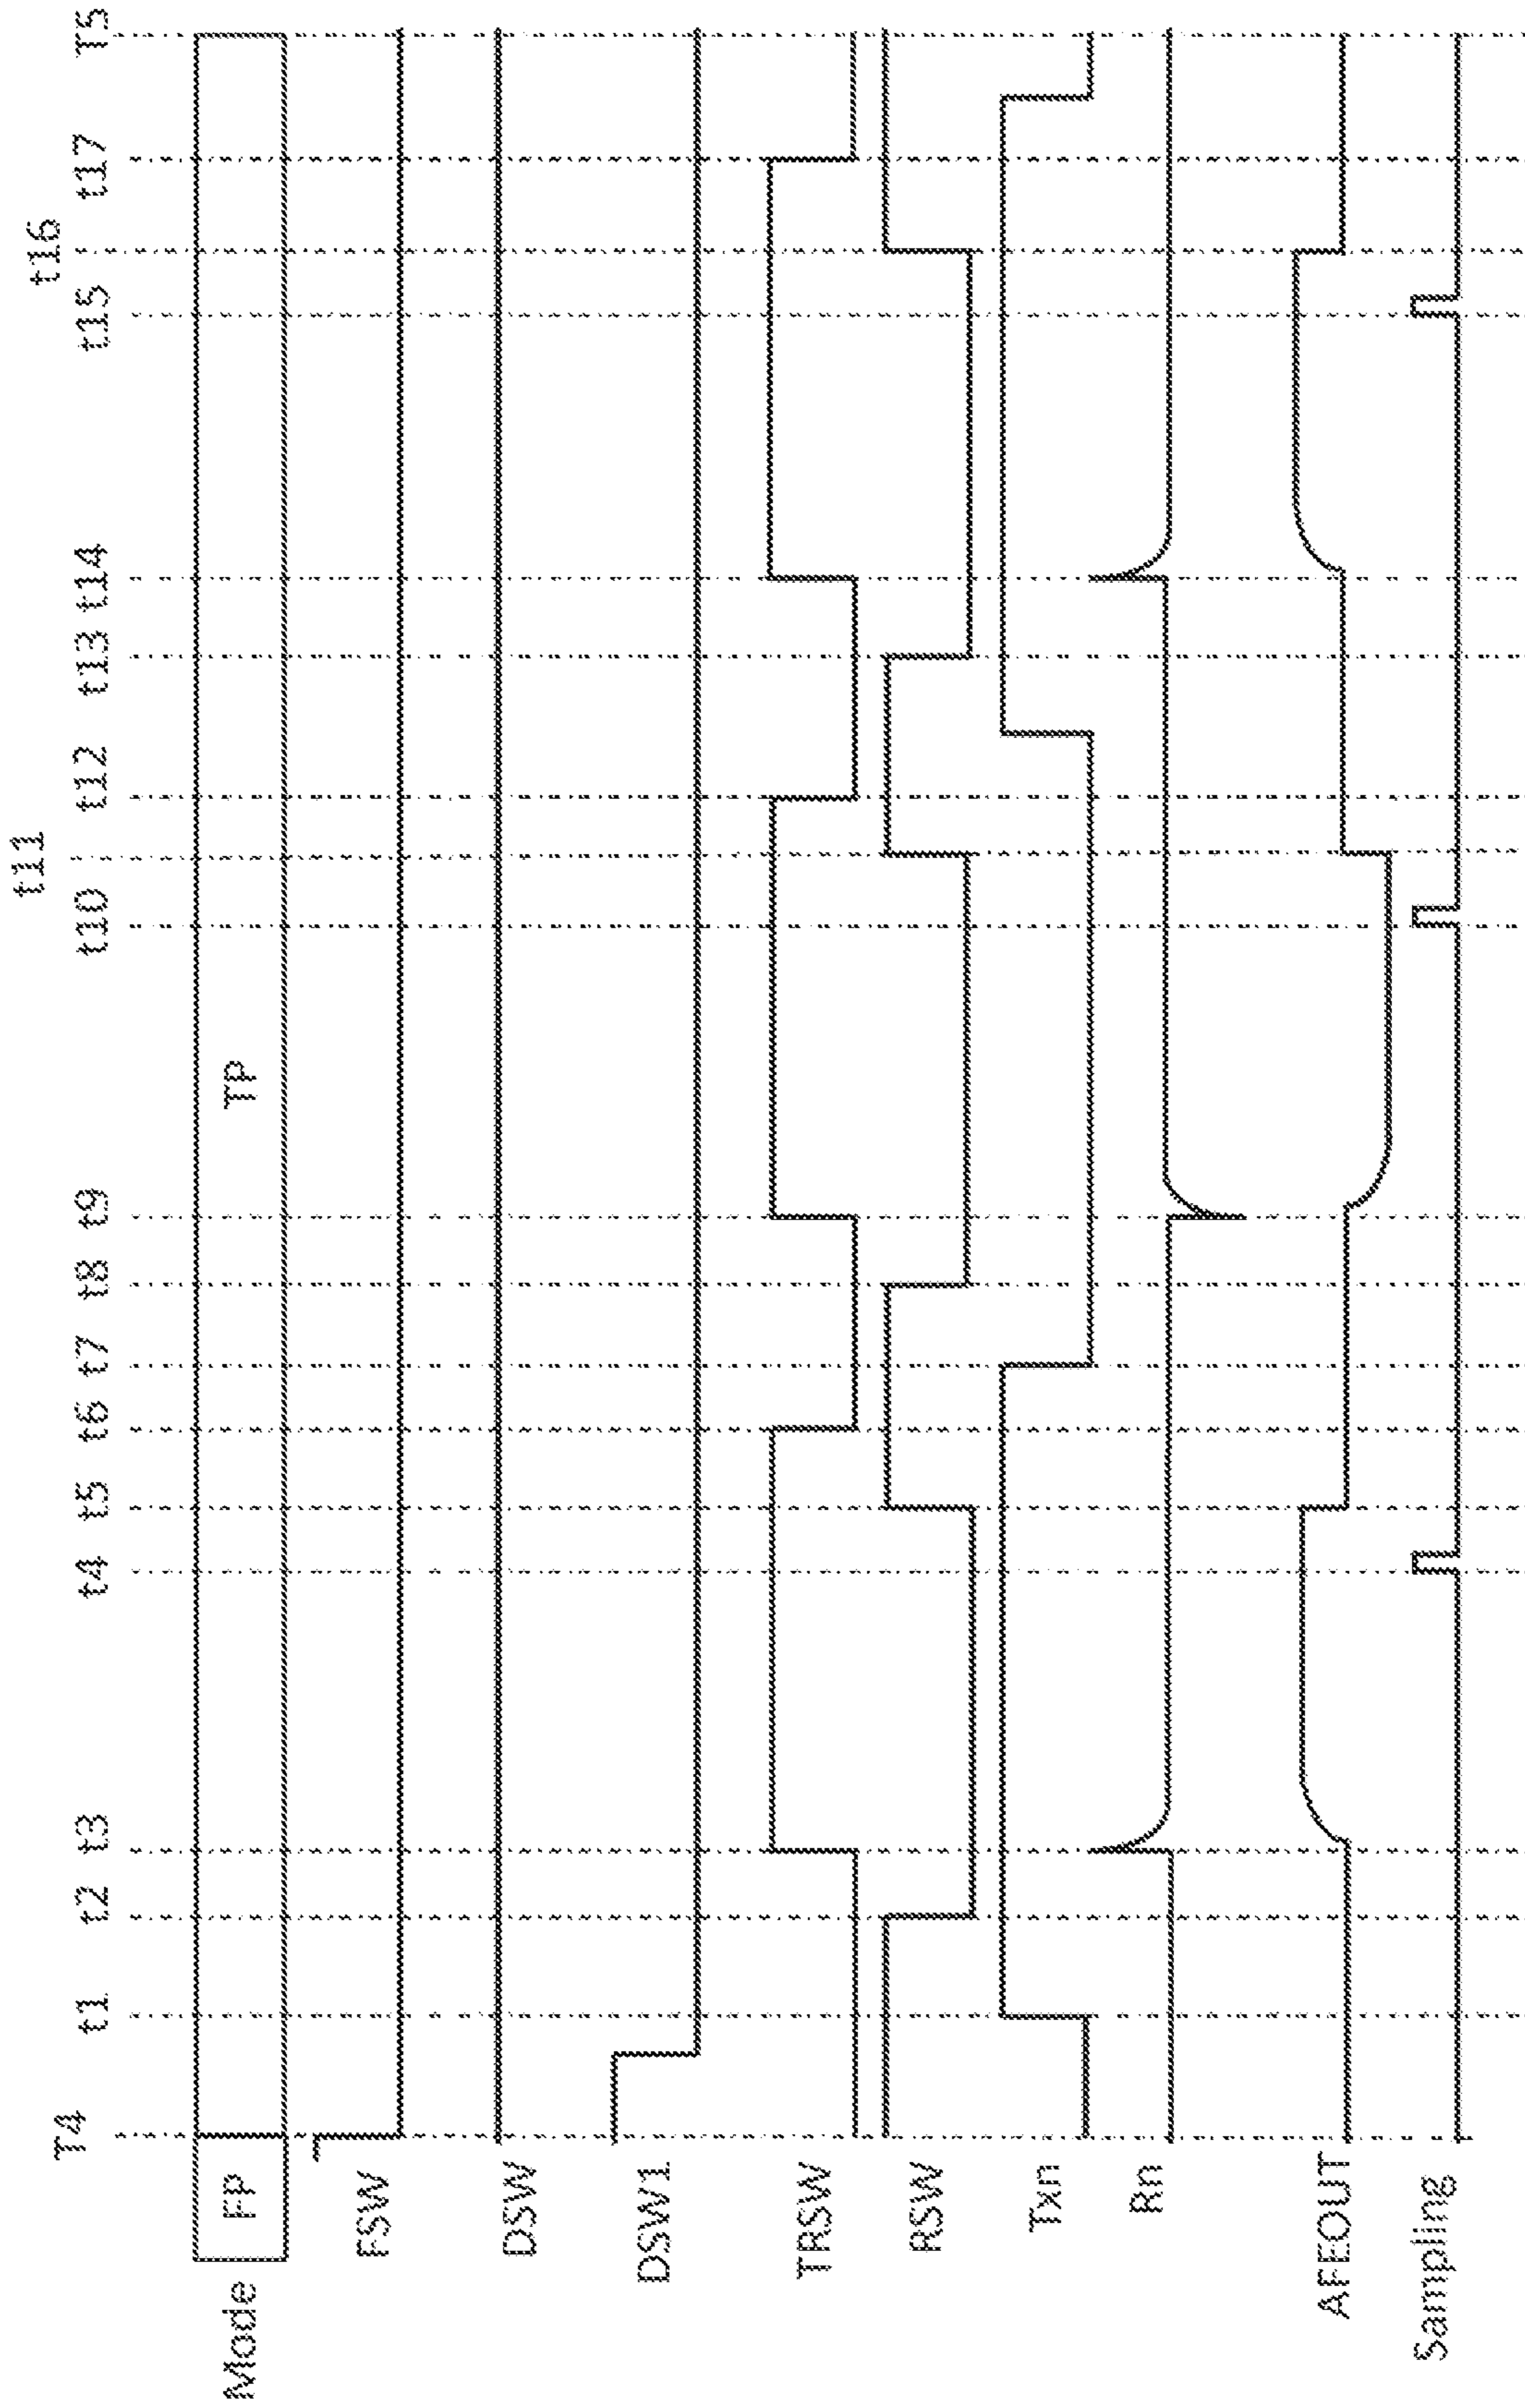 T4 t1 t2 t3 t4 t5 t6 t7 t8 t9 t10 t11 t12 t13 t14 t15 t16 t17 T5
Mode FP TP
FSW
DSW
DSW1
TRSW
RSW
Txn
Rn
AFEOUT
Sampling